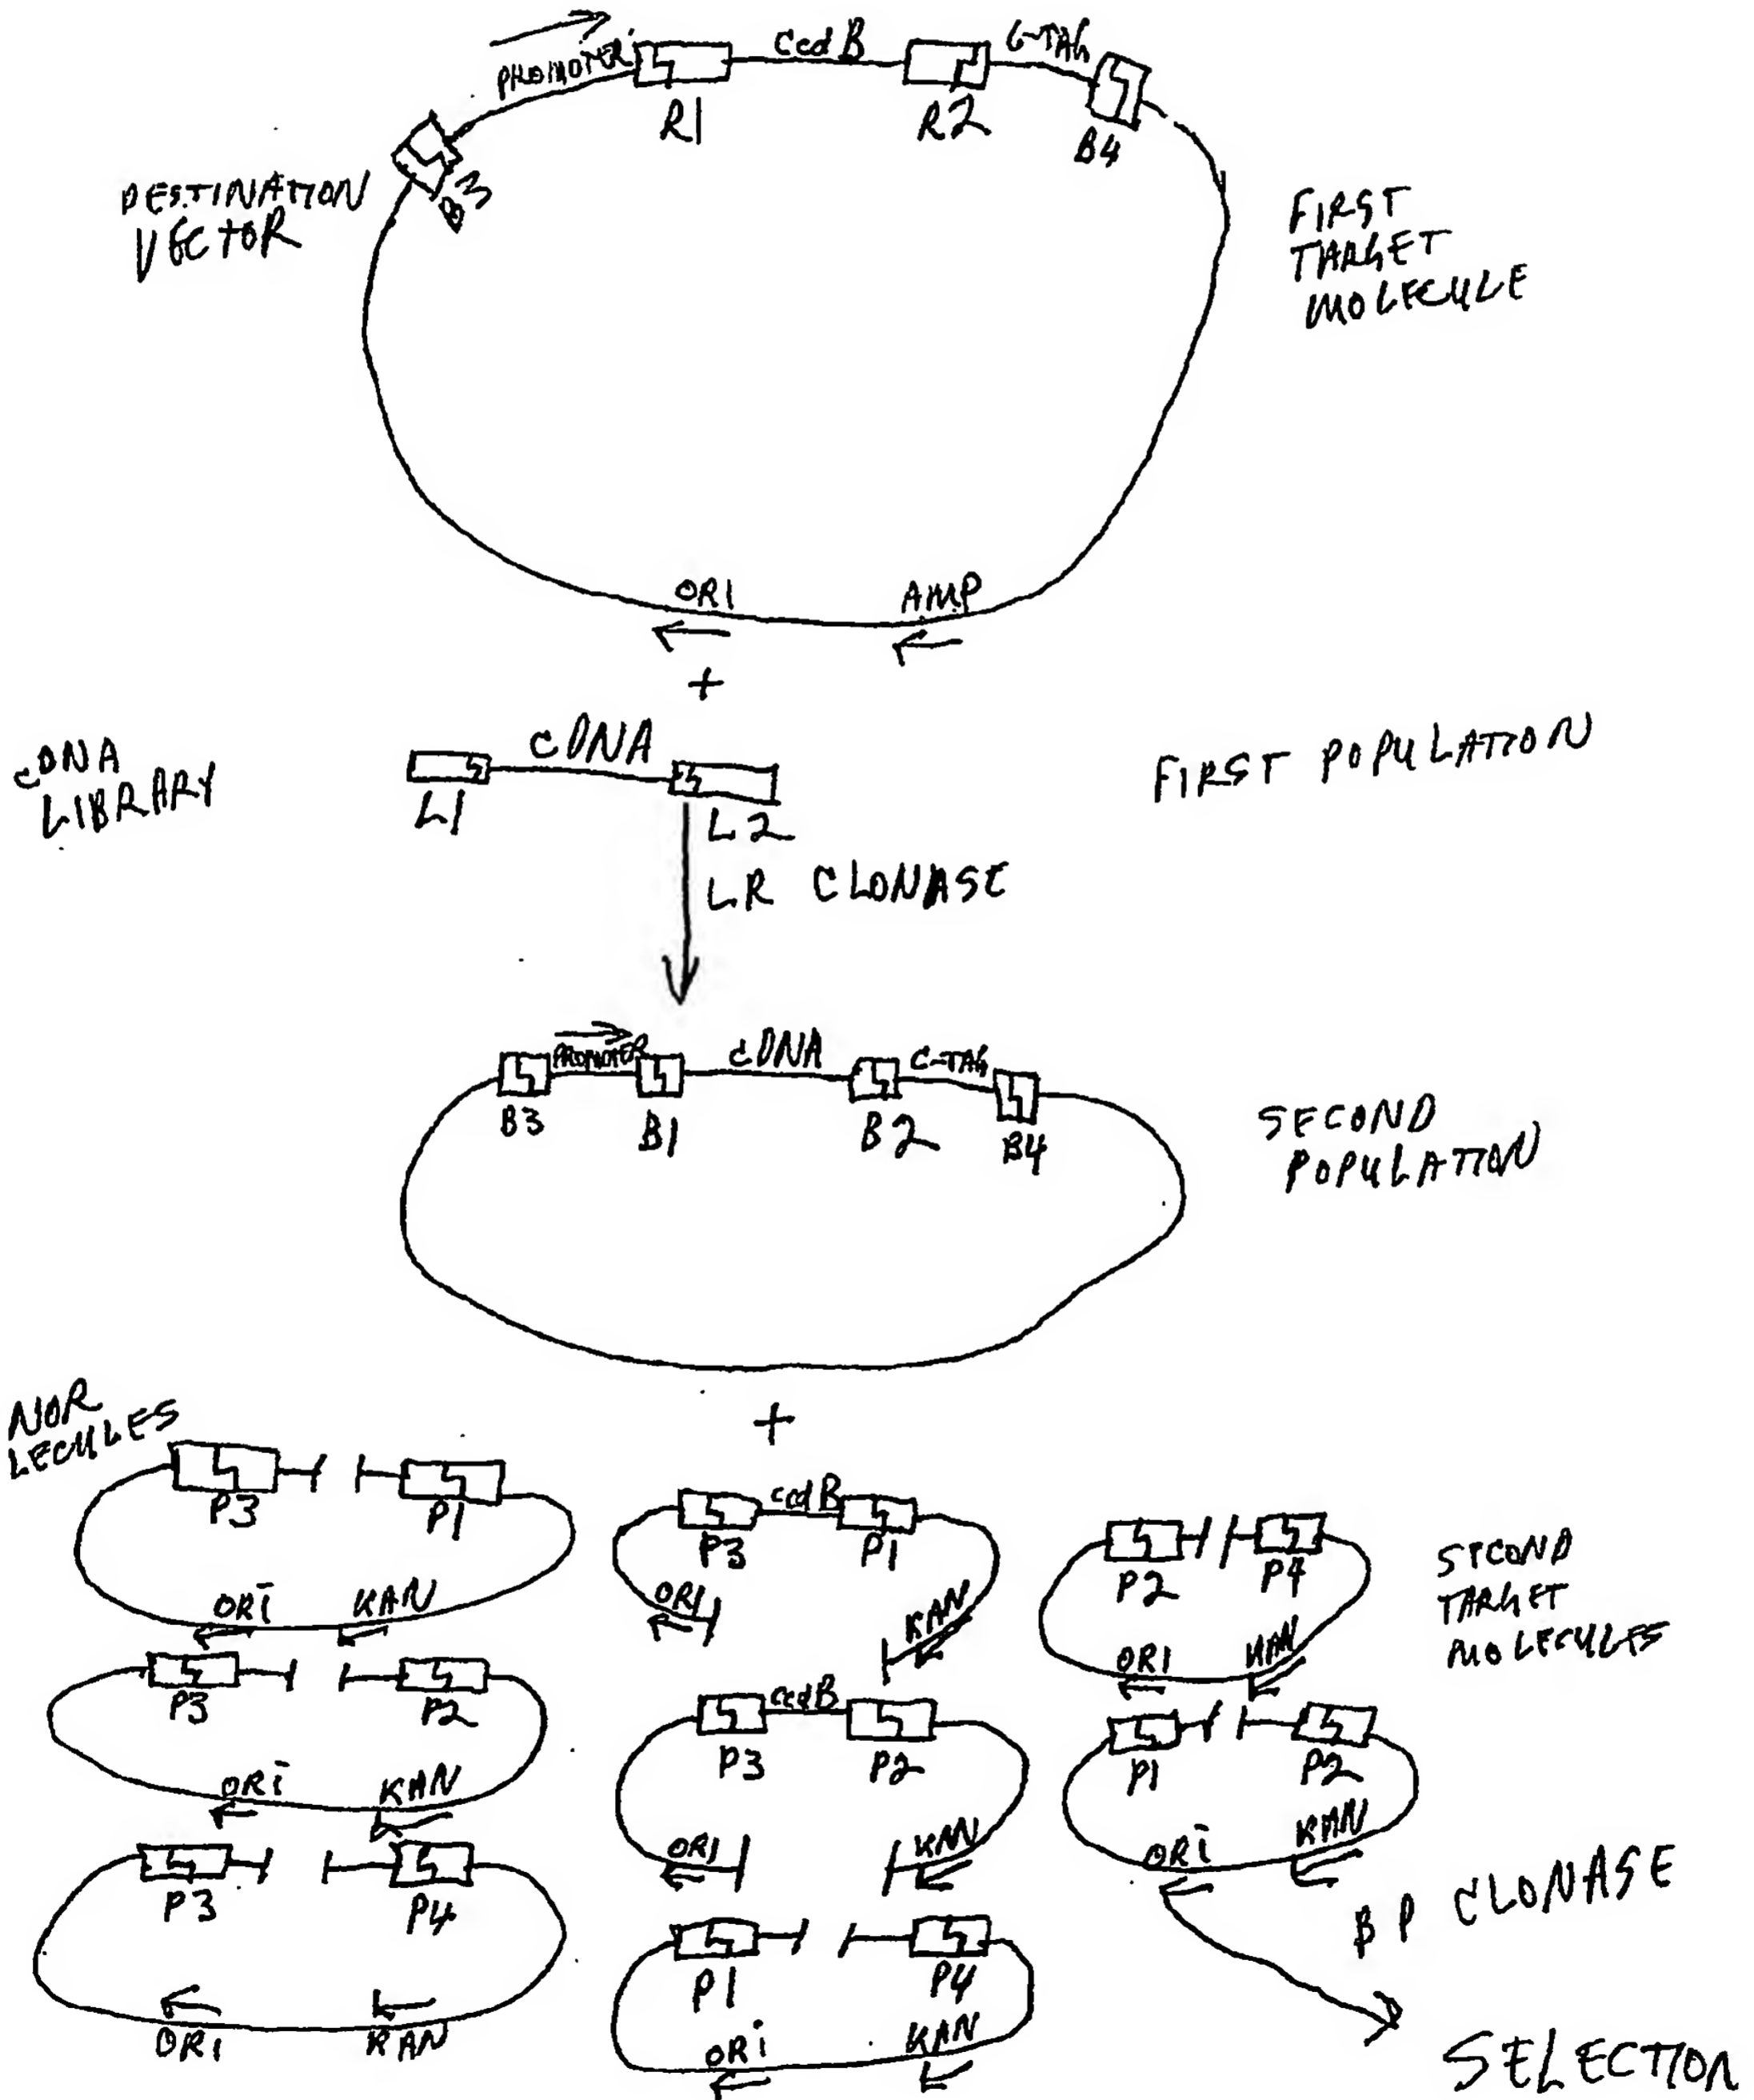 PROMOTER
ccdB
C-TAG
R1
R2
B4
B3
DESTINATION
VECTOR
FIRST
TARGET
MOLECULE
ORI
AMP
+
cDNA
LIBRARY
cDNA
L1
L2
FIRST POPULATION
LR CLONASE
PROMOTER
cDNA
C-TAG
B3
B1
B2
B4
SECOND
POPULATION
+
NOR
LECULES
P3
P1
ORi
KAN
P3
ccdB
P1
ORI
KAN
P2
P4
ORI
KAN
SECOND
TARGET
MOLECULES
P3
P2
ORi
KAN
P3
ccdB
P2
ORI
KAN
P1
P2
ORi
KAN
P3
P4
ORI
KAN
P1
P4
ORi
KAN
BP CLONASE
SELECTION